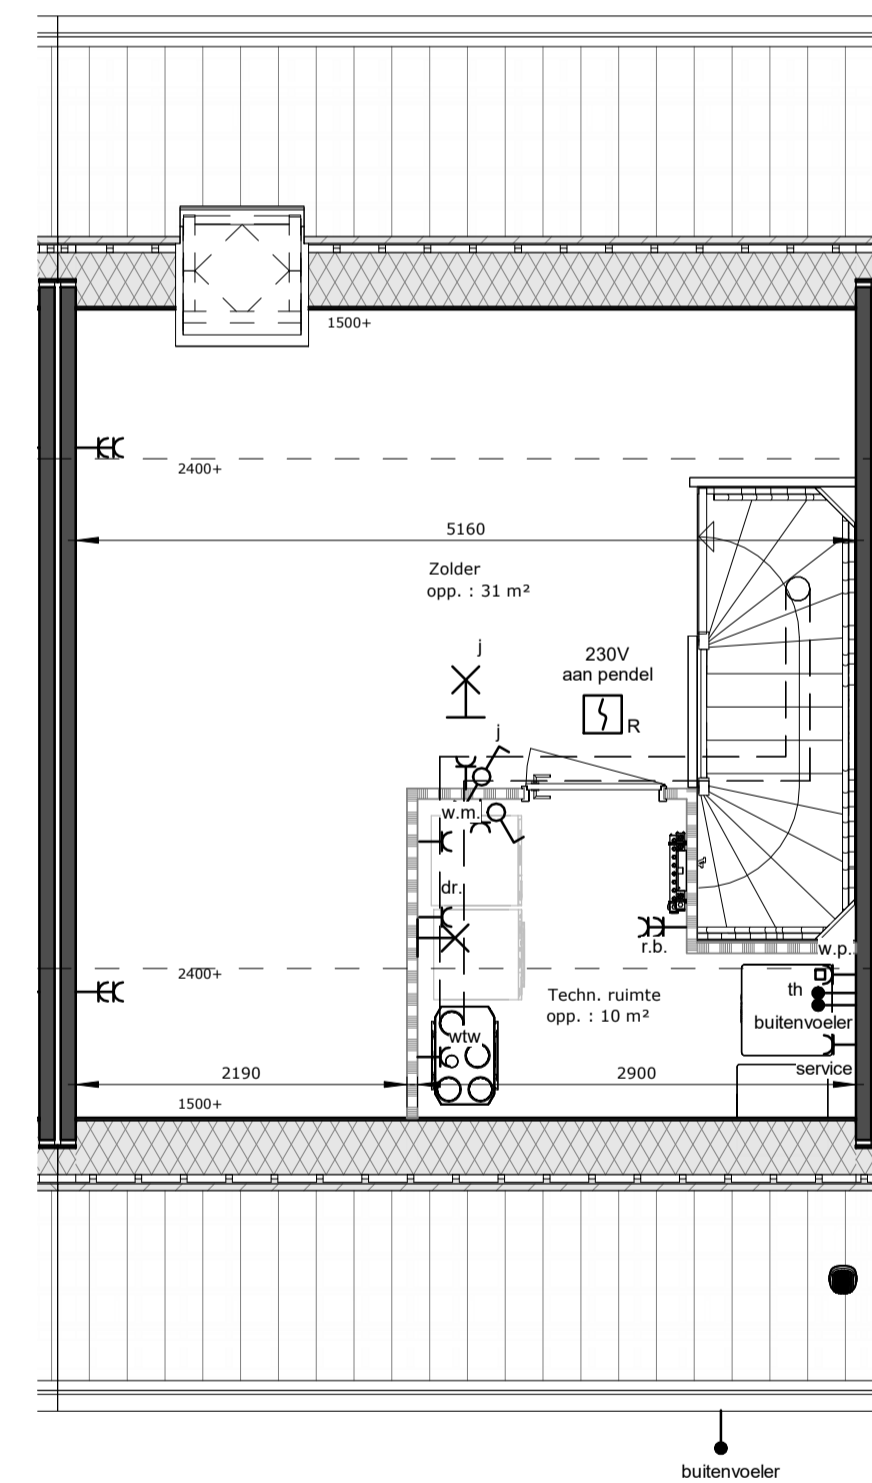 1500+
2400+
5160
Zolder
opp. : 31 m²
j
230V
aan pendel
R
j
w.m.
dr.
r.b.
w.p.
2400+
th
Techn. ruimte
opp. : 10 m²
buitenvoeler
wtw
service
2190
2900
1500+
buitenvoeler